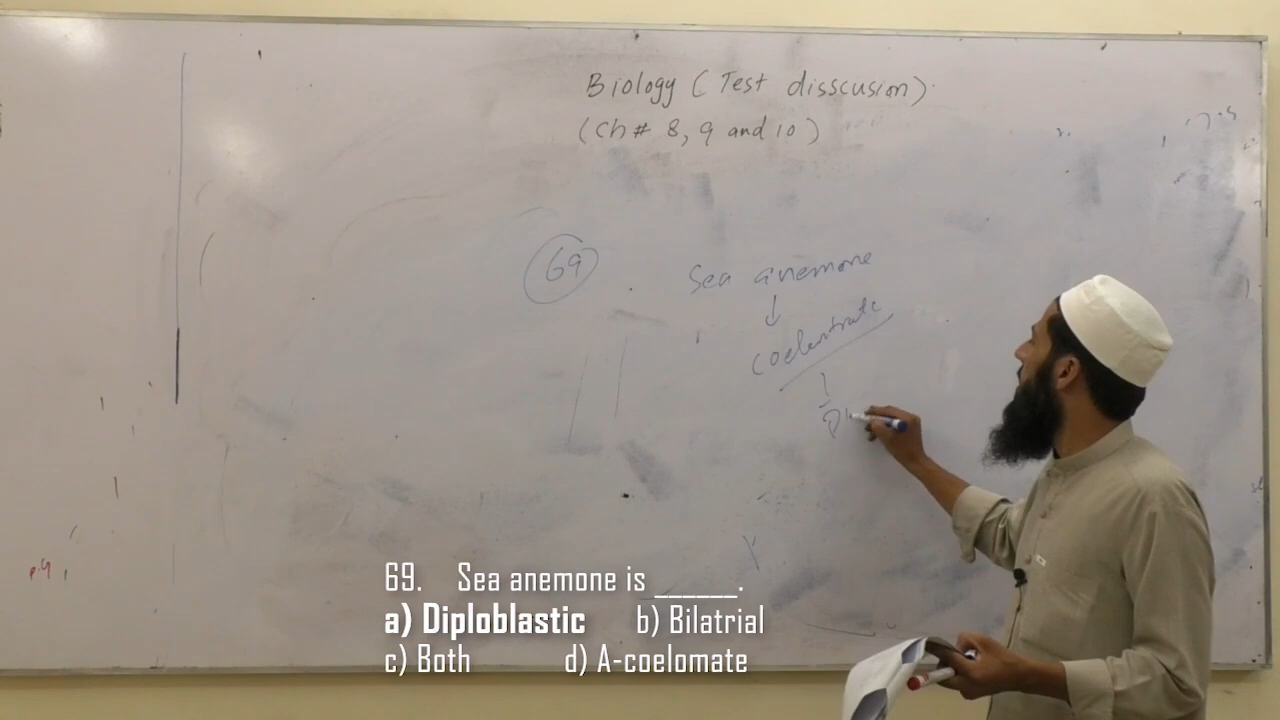 Biology (Test disscusion).
(Ch# 8, 9 and 10)
69
Sea anemone
↓
coelentrate
Di
69. Sea anemone is ______.
a) Diploblastic b) Bilatrial
c) Both d) A-coelomate